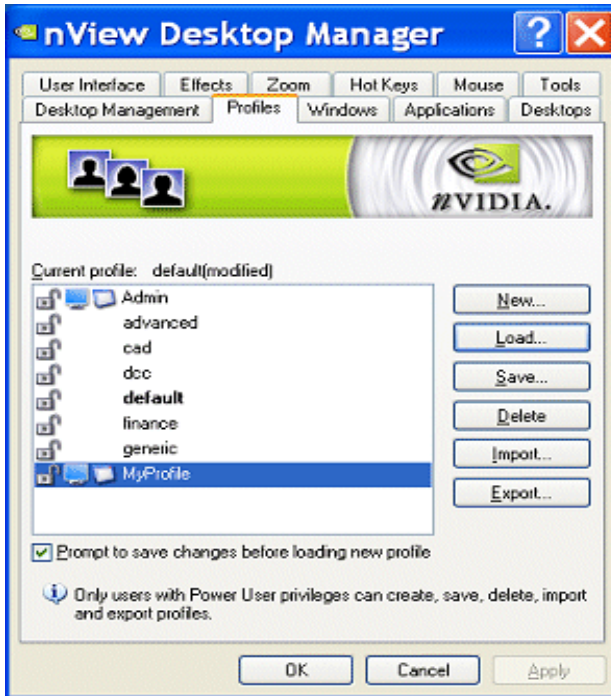 nView Desktop Manager
User Interface Effects Zoom Hot Keys Mouse Tools
Desktop Management Profiles Windows Applications Desktops
nVIDIA.
Current profile: default(modified)
Admin
advanced
cad
dcc
default
finance
generic
MyProfile
New...
Load...
Save...
Delete
Import...
Export...
Prompt to save changes before loading new profile
Only users with Power User privileges can create, save, delete, import
and export profiles.
OK Cancel Apply